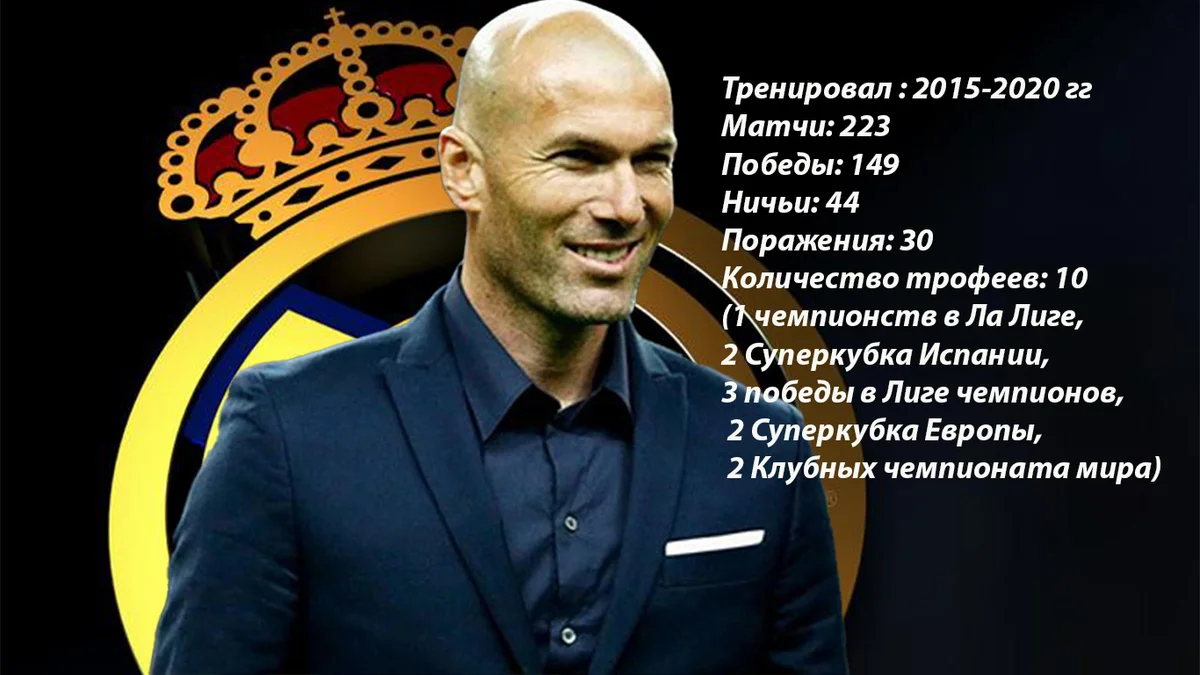 Тренировал : 2015-2020 гг
Матчи: 223
Победы: 149
Ничьи: 44
Поражения: 30
Количество трофеев: 10
(1 чемпионств в Ла Лиге,
2 Суперкубка Испании,
3 победы в Лиге чемпионов,
2 Суперкубка Европы,
2 Клубных чемпионата мира)
®